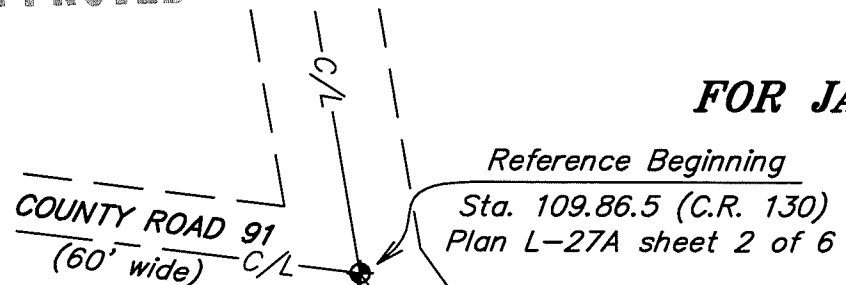 C/L
FOR JA
Reference Beginning
Sta. 109.86.5 (C.R. 130)
Plan L-27A sheet 2 of 6
COUNTY ROAD 91
(60' wide)
C/L